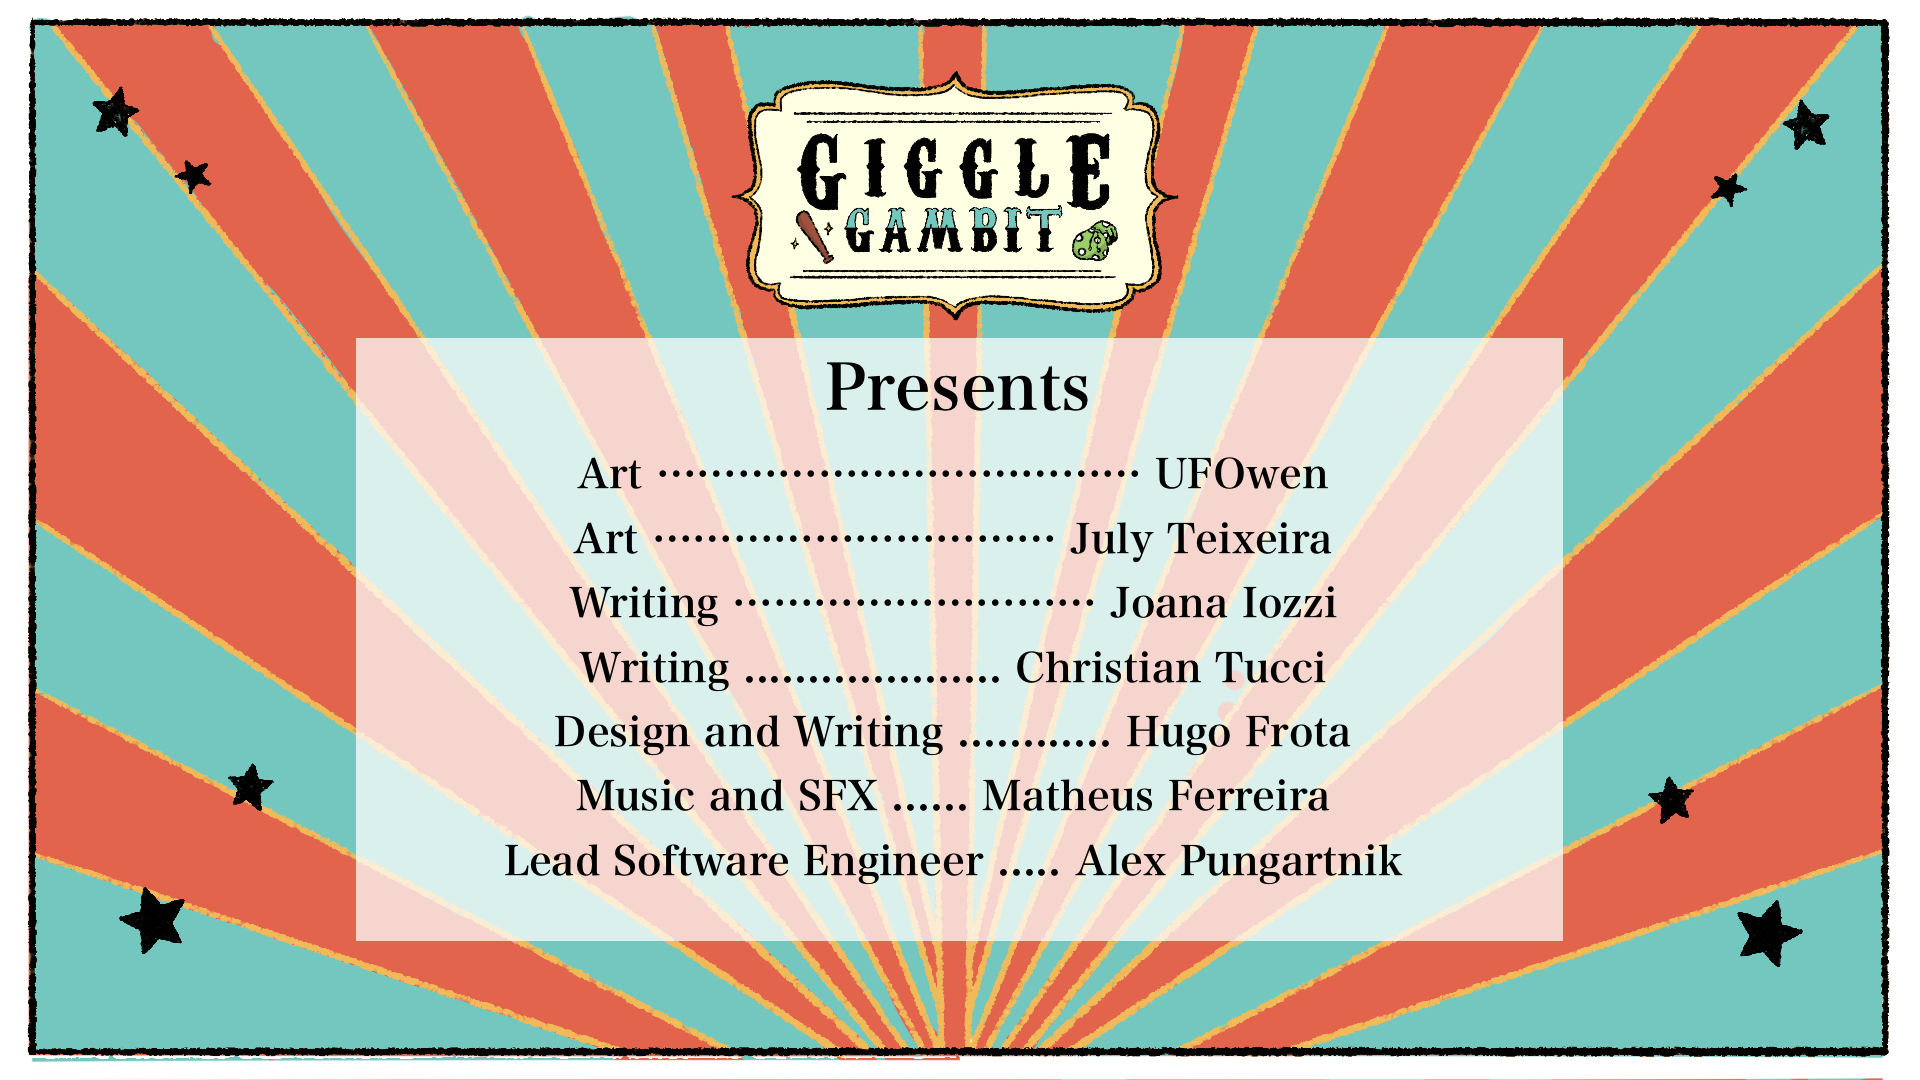 GIGGLE
GAMBIT
Presents
Art ···································· UFOwen
Art ······························ July Teixeira
Writing ··························· Joana Iozzi
Writing .................... Christian Tucci
Design and Writing ............ Hugo Frota
Music and SFX ...... Matheus Ferreira
Lead Software Engineer ..... Alex Pungartnik